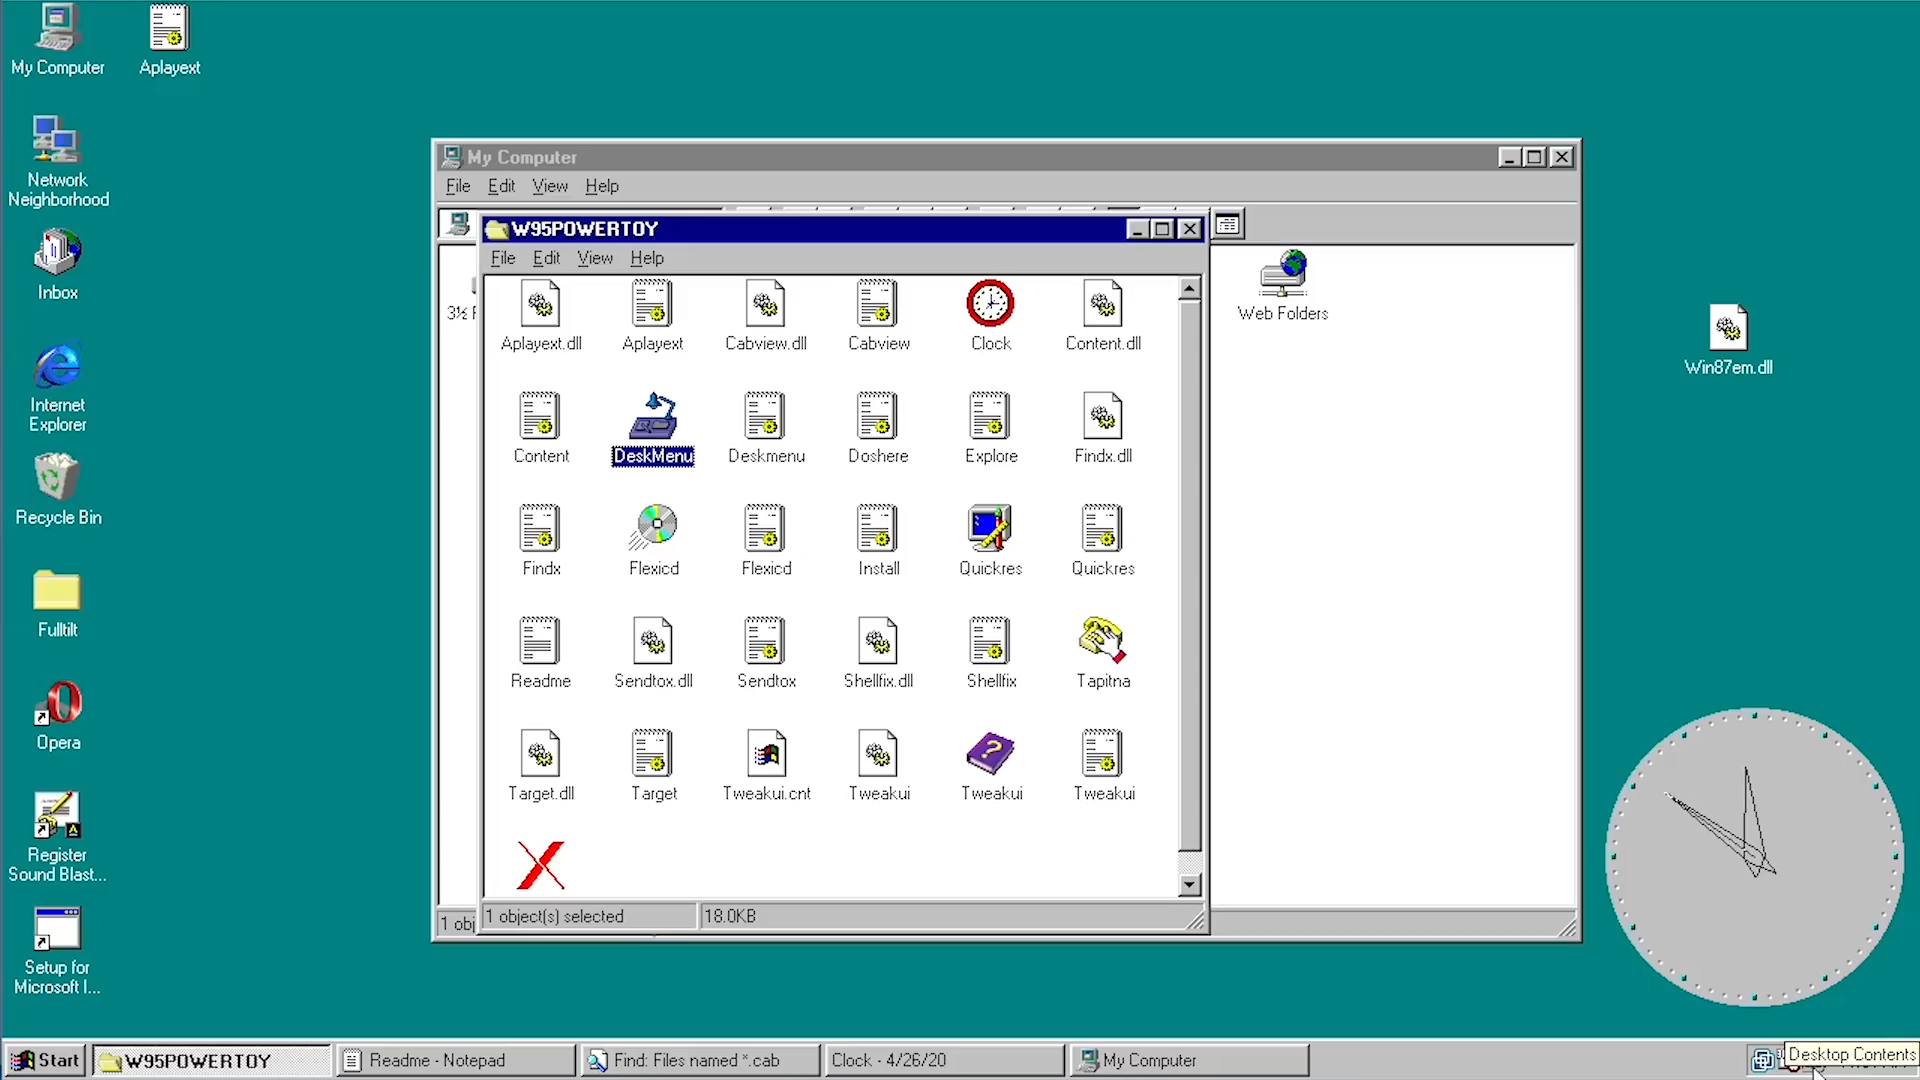 My Computer
Aplayext
Network
Neighborhood
Inbox
Internet
Explorer
Recycle Bin
Fulltilt
Opera
Register
Sound Blast...
Setup for
Microsoft I...
My Computer
File Edit View Help
3½
Web Folders
1 obj
W95POWERTOY
File Edit View Help
Aplayext.dll Aplayext Cabview.dll Cabview Clock Content.dll
Content DeskMenu Deskmenu Doshere Explore Findx.dll
Findx Flexicd Flexicd Install Quickres Quickres
Readme Sendtox.dll Sendtox Shellfix.dll Shellfix Tapitna
Target.dll Target Tweakui.cnt Tweakui Tweakui Tweakui
1 object(s) selected 18.0KB
Win87em.dll
Start W95POWERTOY Readme - Notepad Find: Files named *.cab Clock - 4/26/20 My Computer
Desktop Contents